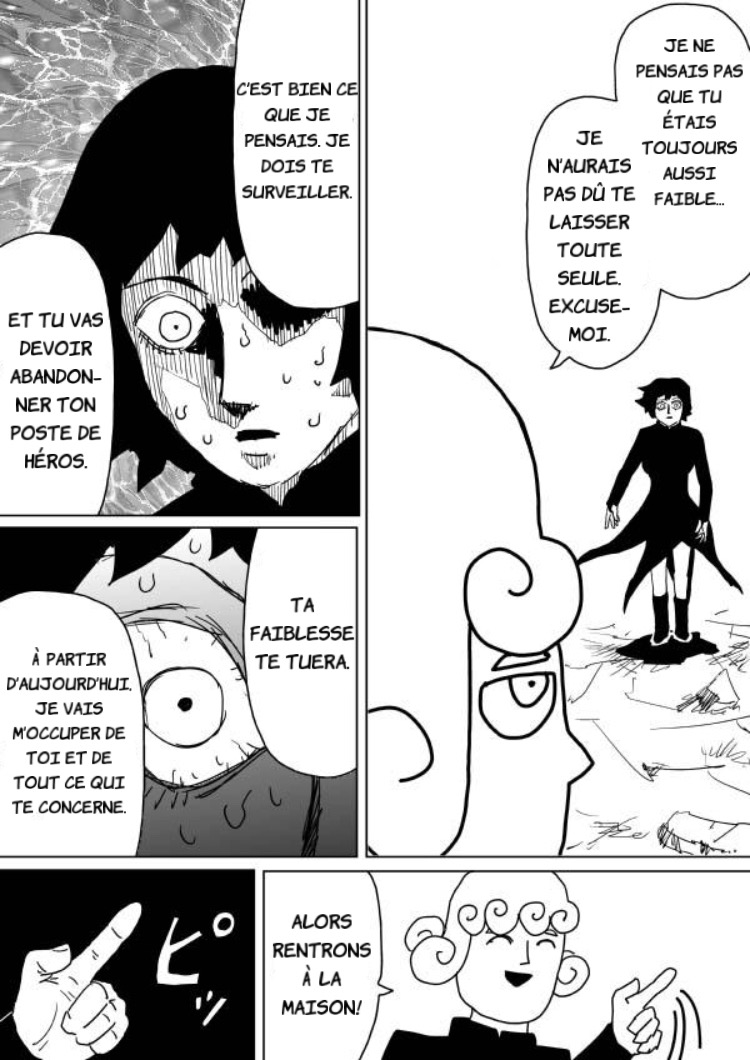 JE NE
PENSAIS PAS
QUE TU
ÉTAIS
TOUJOURS
AUSSI
FAIBLE...
JE
N'AURAIS
PAS DÛ TE
LAISSER
TOUTE
SEULE.
EXCUSE-
MOI.
C'EST BIEN CE
QUE JE
PENSAIS. JE
DOIS TE
SURVEILLER.
ET TU VAS
DEVOIR
ABANDON-
NER TON
POSTE DE
HÉROS.
TA
FAIBLESSE
TE TUERA.
À PARTIR
D'AUJOURD'HUI,
JE VAIS
M'OCCUPER DE
TOI ET DE
TOUT CE QUI
TE CONCERNE.
ALORS
RENTRONS
À LA
MAISON!
ピッ